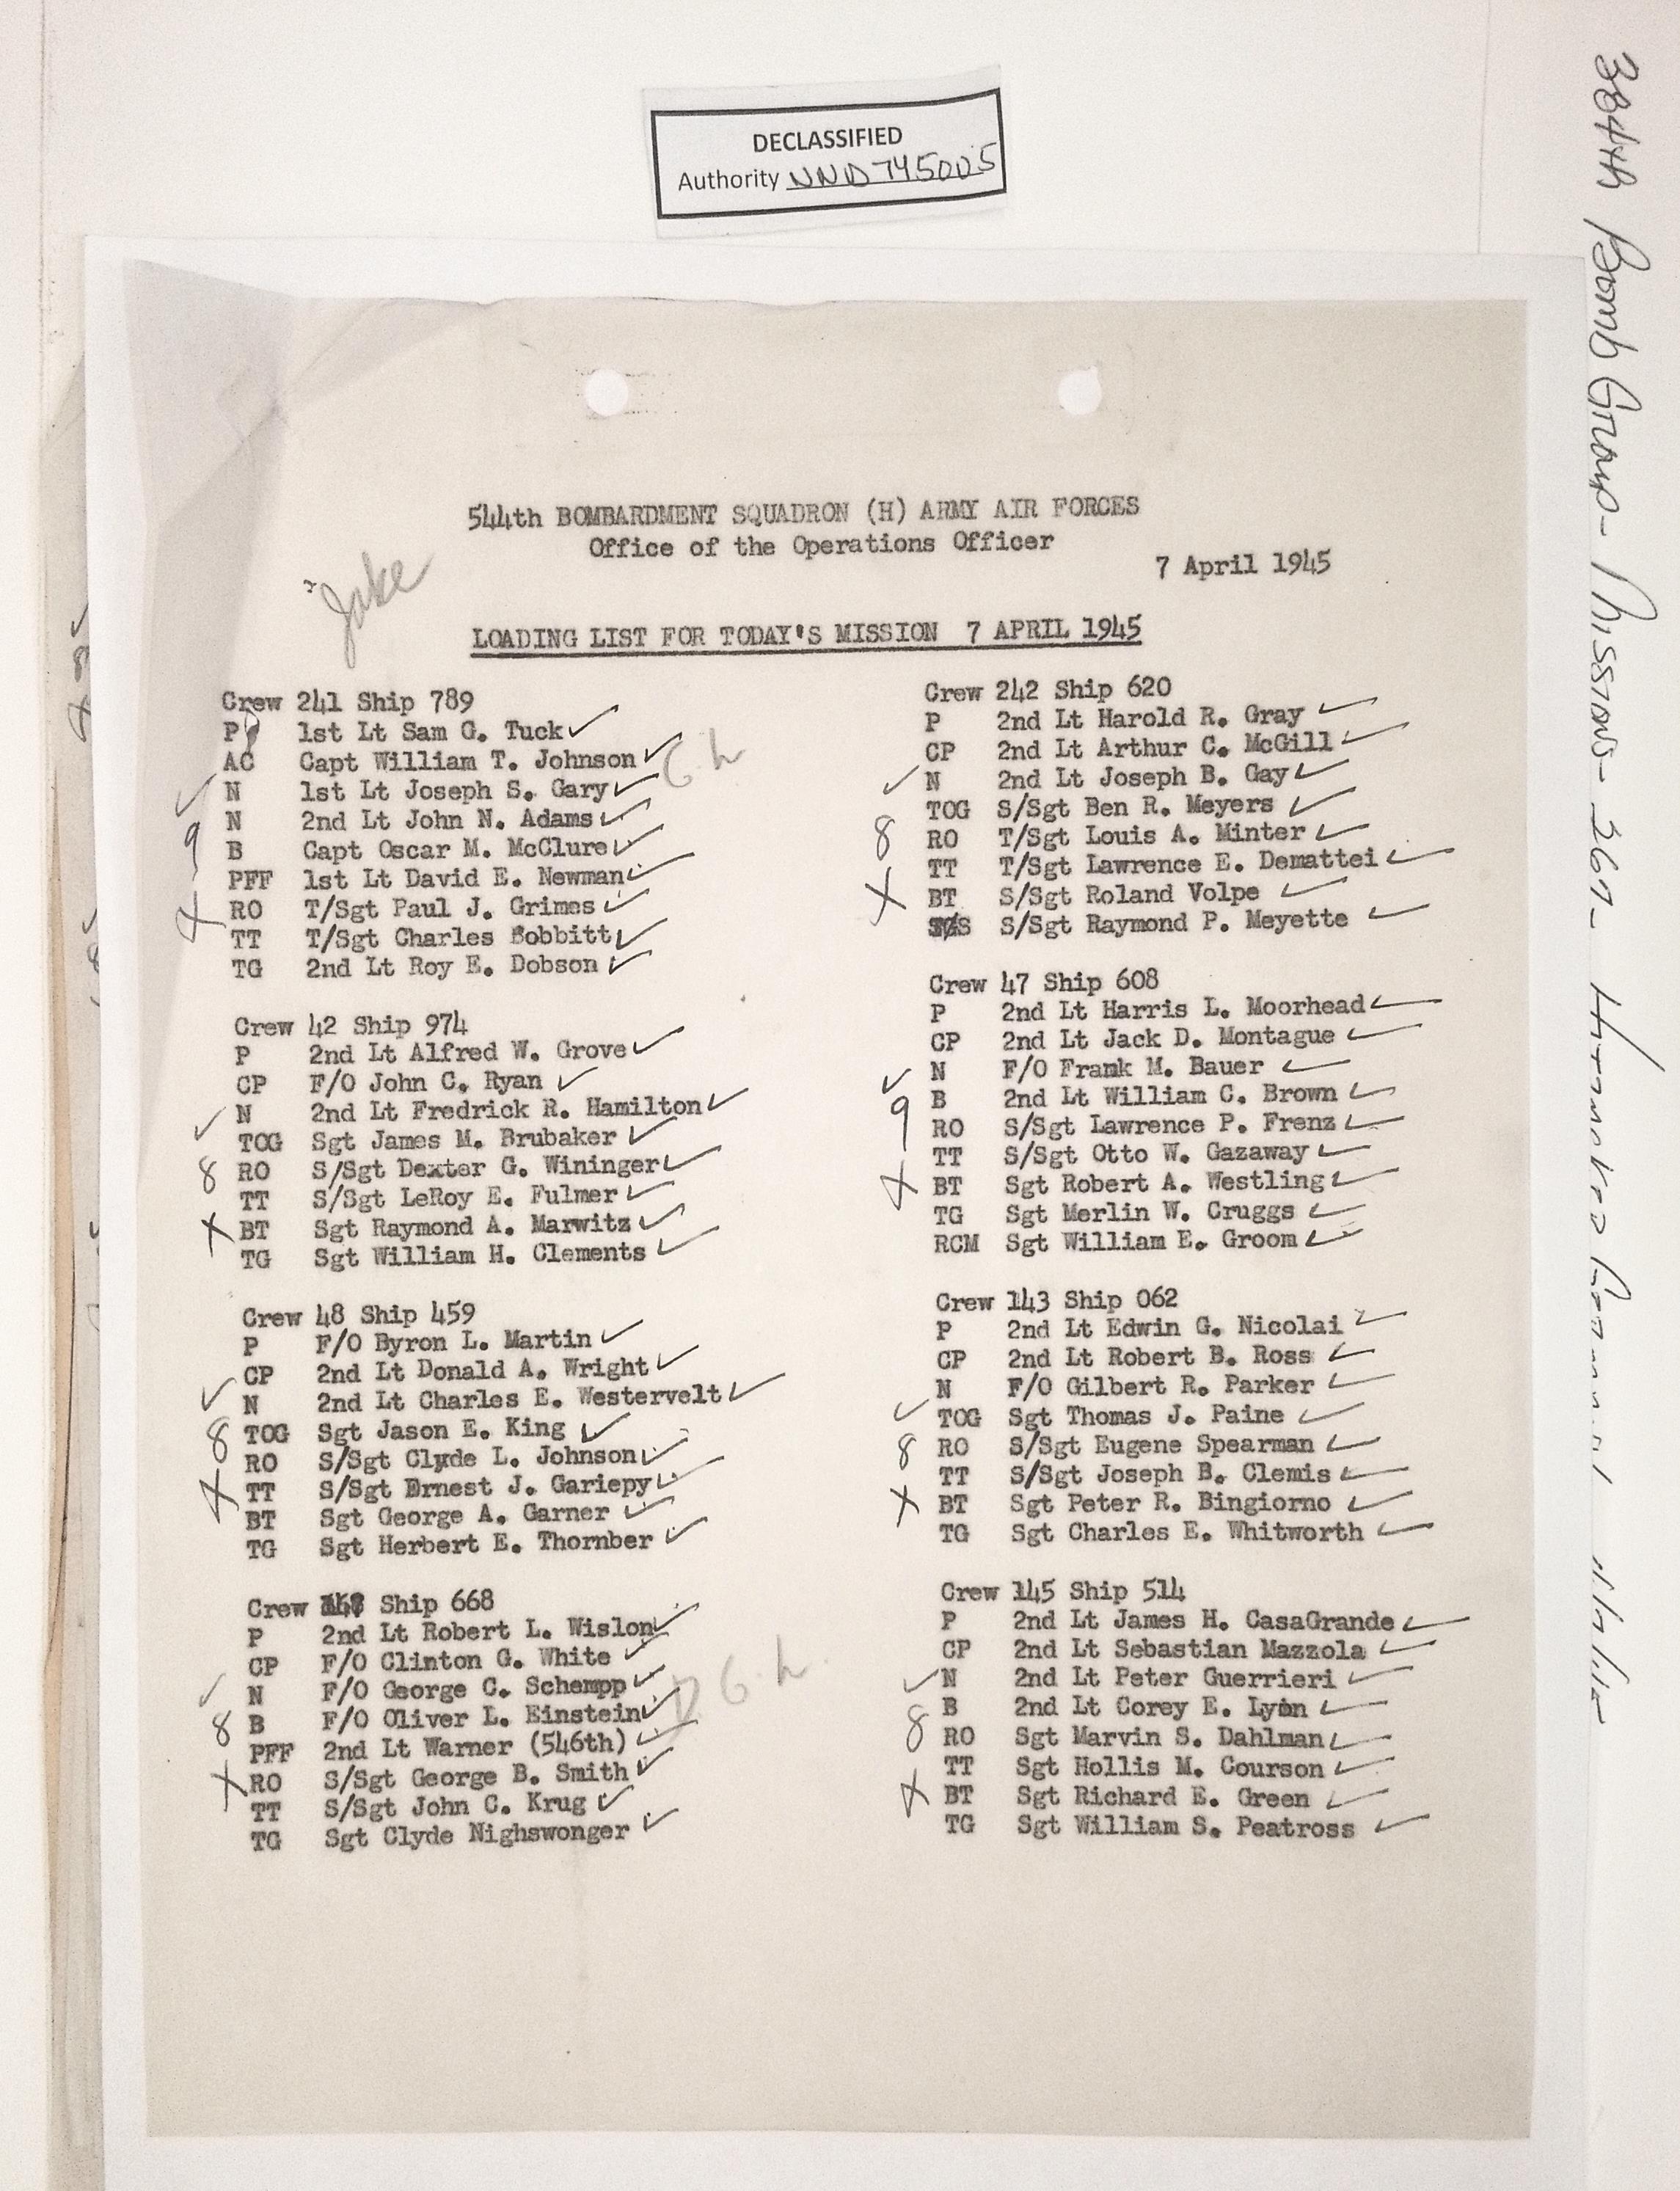 DECLASSIFIED
Authority NND 745005
544th BOMBARDMENT SQUADRON (H) ARMY AIR FORCES
Office of the Operations Officer
7 April 1945
Jake
LOADING LIST FOR TODAY'S MISSION 7 APRIL 1945
Crew 241 Ship 789
P 1st Lt Sam G. Tuck
AC Capt William T. Johnson
N 1st Lt Joseph S. Gary
N 2nd Lt John N. Adams
B Capt Oscar M. McClure
PFF 1st Lt David E. Newman
RO T/Sgt Paul J. Grimes
TT T/Sgt Charles Bobbitt
TG 2nd Lt Roy E. Dobson
9
Crew 42 Ship 974
P 2nd Lt Alfred W. Grove
CP F/O John C. Ryan
N 2nd Lt Fredrick R. Hamilton
TOG Sgt James M. Brubaker
8 RO S/Sgt Dexter G. Wininger
TT S/Sgt LeRoy E. Fulmer
BT Sgt Raymond A. Marwitz
TG Sgt William H. Clements
Crew 48 Ship 459
P F/O Byron L. Martin
CP 2nd Lt Donald A. Wright
N 2nd Lt Charles E. Westervelt
8 TOG Sgt Jason E. King
RO S/Sgt Clyde L. Johnson
TT S/Sgt Ernest J. Gariepy
BT Sgt George A. Garner
TG Sgt Herbert E. Thornber
Crew Ship 668
P 2nd Lt Robert L. Wislon
CP F/O Clinton G. White
N F/O George C. Schempp
8 B F/O Oliver L. Einstein
PFF 2nd Lt Warner (546th)
RO S/Sgt George B. Smith
TT S/Sgt John C. Krug
TG Sgt Clyde Nighswonger
Crew 242 Ship 620
P 2nd Lt Harold R. Gray
CP 2nd Lt Arthur C. McGill
N 2nd Lt Joseph B. Gay
TOG S/Sgt Ben R. Meyers
8 RO T/Sgt Louis A. Minter
TT T/Sgt Lawrence E. Demattei
BT S/Sgt Roland Volpe
S/Sgt Raymond P. Meyette
Crew 47 Ship 608
P 2nd Lt Harris L. Moorhead
CP 2nd Lt Jack D. Montague
N F/O Frank M. Bauer
9 B 2nd Lt William C. Brown
RO S/Sgt Lawrence P. Frenz
TT S/Sgt Otto W. Gazaway
BT Sgt Robert A. Westling
TG Sgt Merlin W. Cruggs
RCM Sgt William E. Groom
Crew 143 Ship 062
P 2nd Lt Edwin G. Nicolai
CP 2nd Lt Robert B. Ross
N F/O Gilbert R. Parker
TOG Sgt Thomas J. Paine
8 RO S/Sgt Eugene Spearman
TT S/Sgt Joseph B. Clemis
BT Sgt Peter R. Bingiorno
TG Sgt Charles E. Whitworth
Crew 145 Ship 514
P 2nd Lt James H. CasaGrande
CP 2nd Lt Sebastian Mazzola
N 2nd Lt Peter Guerrieri
B 2nd Lt Corey E. Lyon
8 RO Sgt Marvin S. Dahlman
TT Sgt Hollis M. Courson
BT Sgt Richard E. Green
TG Sgt William S. Peatross
384th Bomb Group - Missions - 307 - Hitzacker Germany